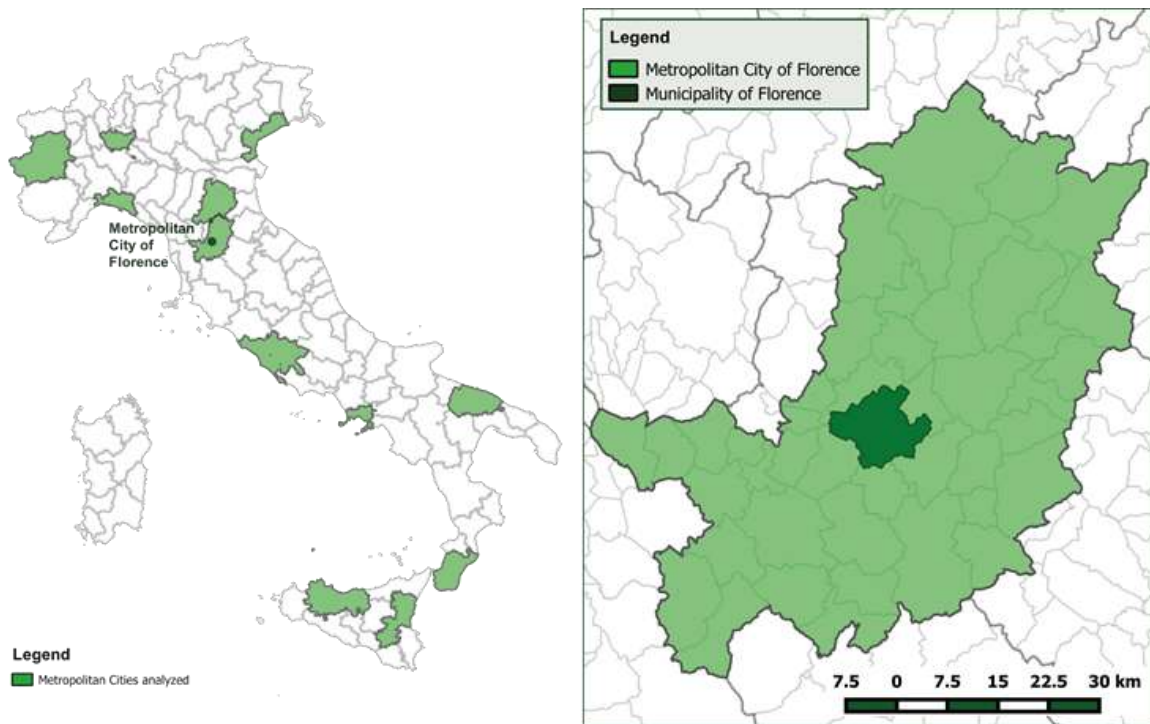 Metropolitan
City of
Florence
Legend
Metropolitan Cities analyzed
Legend
Metropolitan City of Florence
Municipality of Florence
7.5 0 7.5 15 22.5 30 km